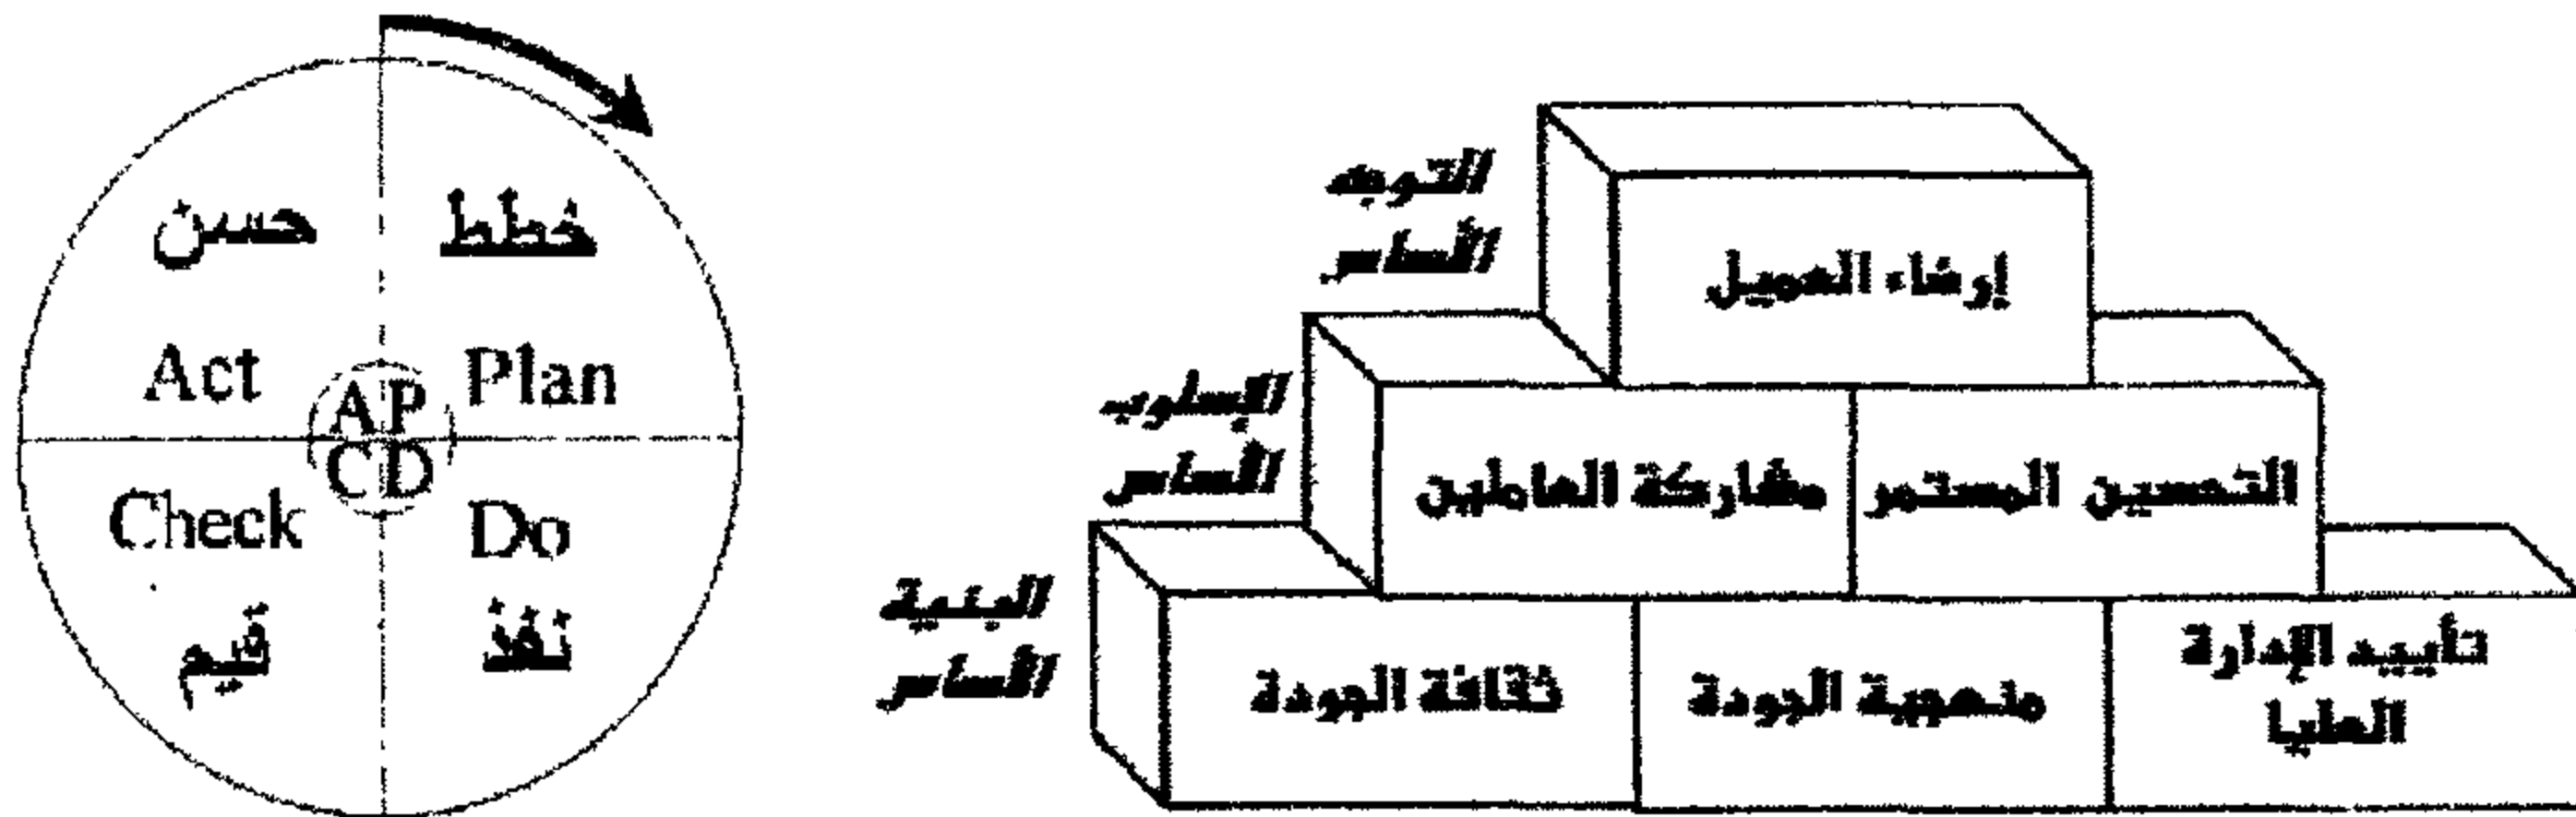 خطط
Plan
Do
نفذ
Check
قيم
حسن
Act
AP
CD
التوجه
الأساس
إرضاء العميل
الإسلوب
الأساس
التحسين المستمر
مشاركة العاملين
البنية
الأساس
تأييد الإدارة
العليا
منهجية الجودة
ثقافة الجودة